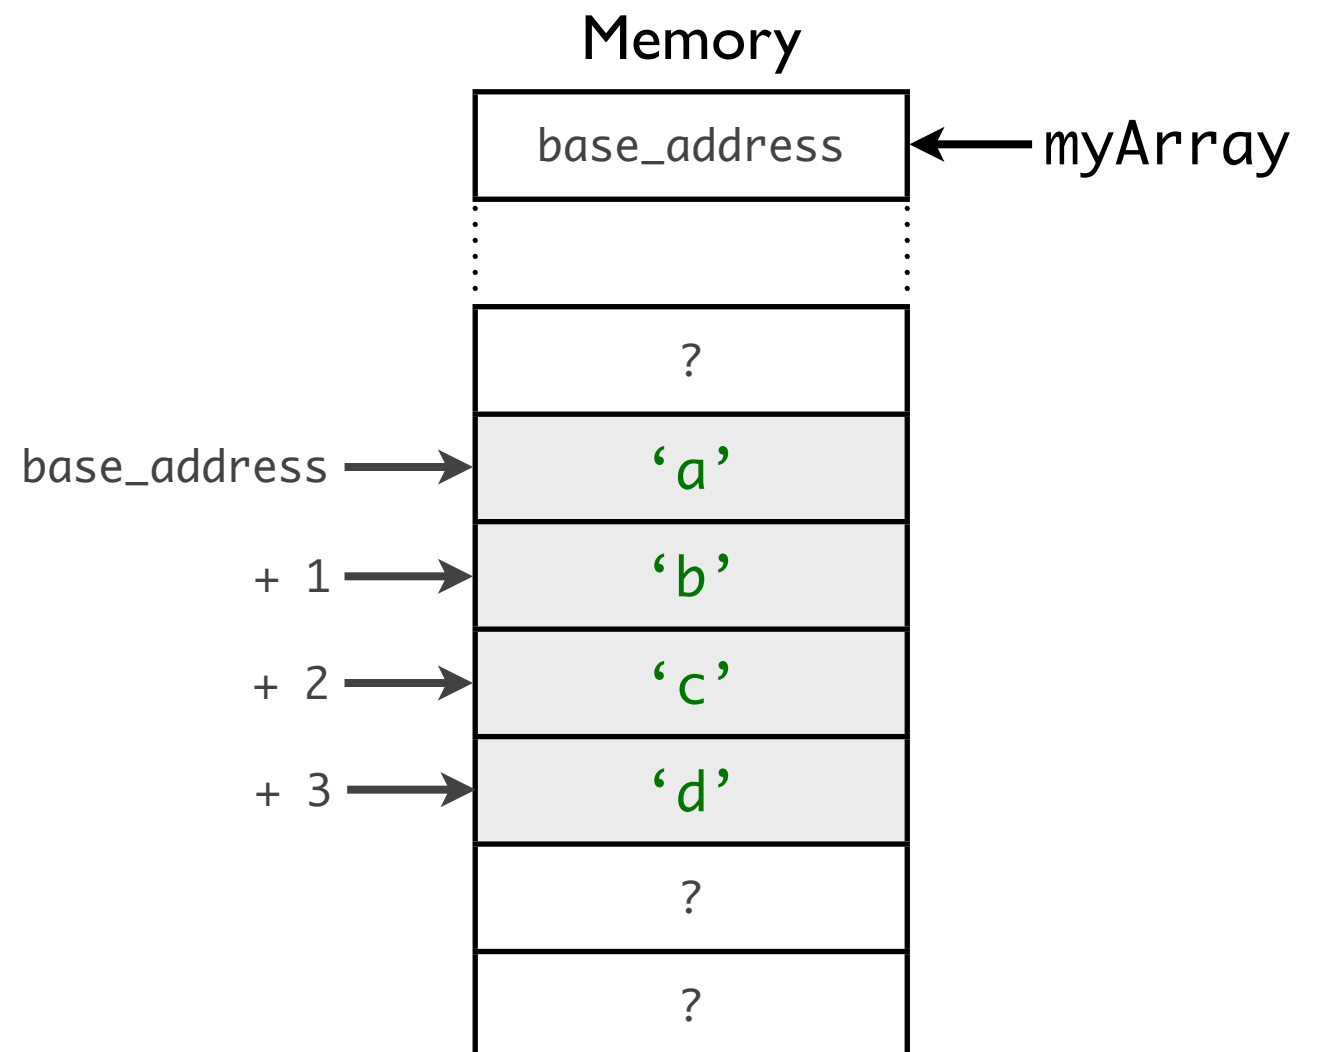 Memory
base_address
myArray
?
base_address
‘a’
+ 1
‘b’
+ 2
‘c’
+ 3
‘d’
?
?